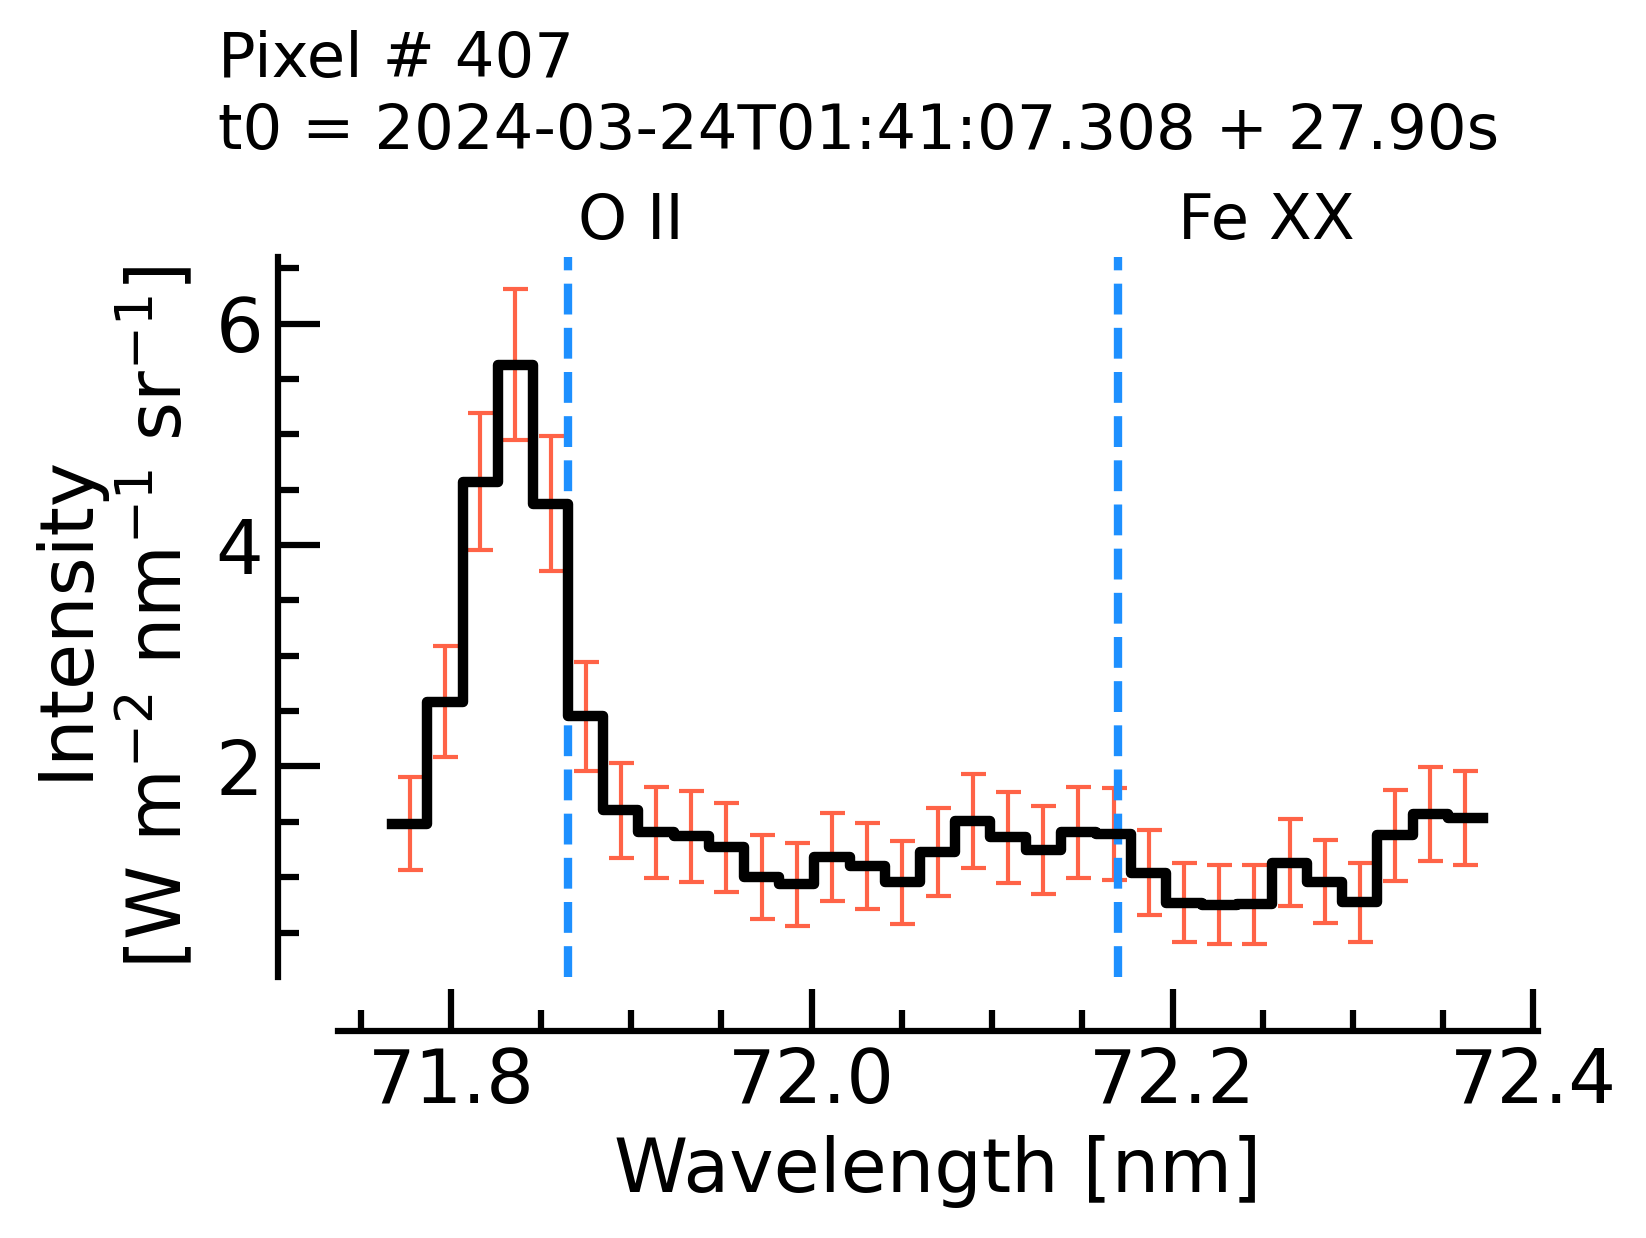 Pixel # 407
t0 = 2024-03-24T01:41:07.308 + 27.90s
O II
Fe XX
Intensity
[W m⁻² nm⁻¹ sr⁻¹]
6
4
2
71.8
72.0
72.2
72.4
Wavelength [nm]